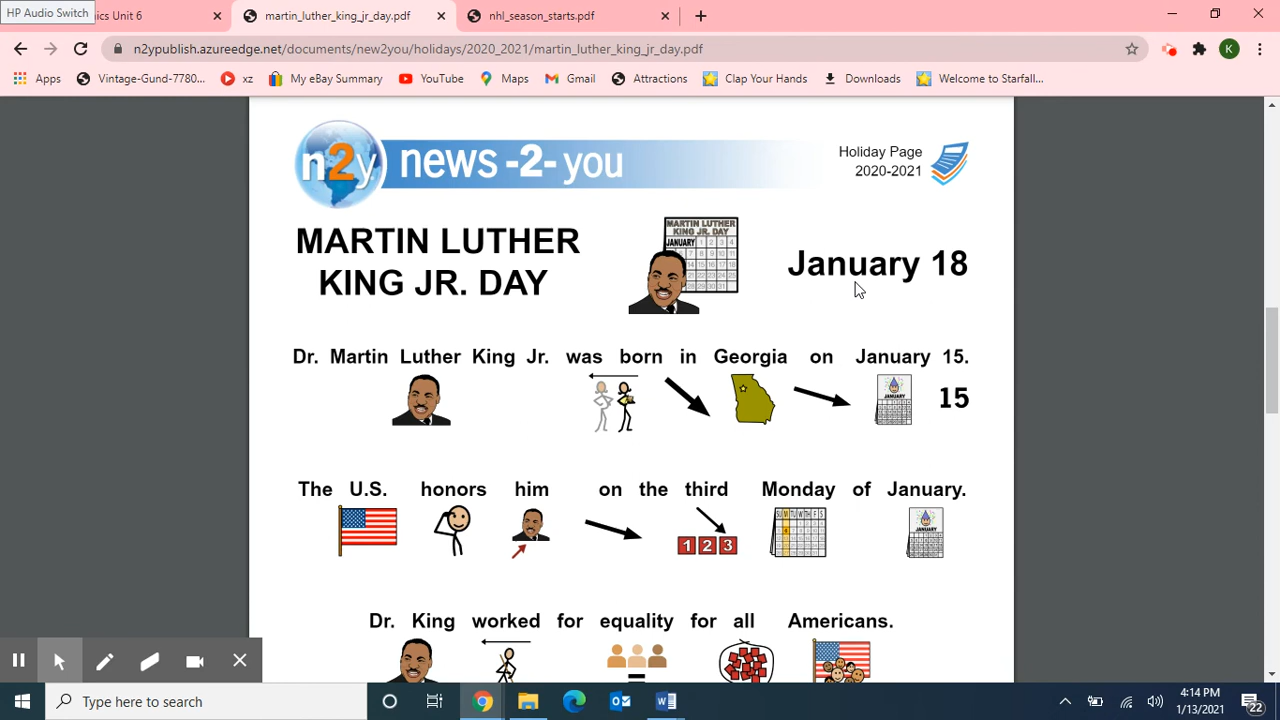 HP Audio Switch
ics Unit 6
martin_luther_king_jr_day.pdf
nhl_season_starts.pdf
n2ypublish.azureedge.net/documents/new2you/holidays/2020_2021/martin_luther_king_jr_day.pdf
K
Apps
Vintage-Gund-7780...
xz
My eBay Summary
YouTube
Maps
Gmail
Attractions
Clap Your Hands
Downloads
Welcome to Starfall...
n2y news -2- you
Holiday Page
2020-2021
MARTIN LUTHER
KING JR. DAY
MARTIN LUTHER
KING JR. DAY
JANUARY
January 18
Dr. Martin Luther King Jr. was born in Georgia on January 15.
JANUARY
15
The U.S. honors him on the third Monday of January.
1 2 3
JANUARY
Dr. King worked for equality for all Americans.
=
Type here to search
4:14 PM
1/13/2021
22